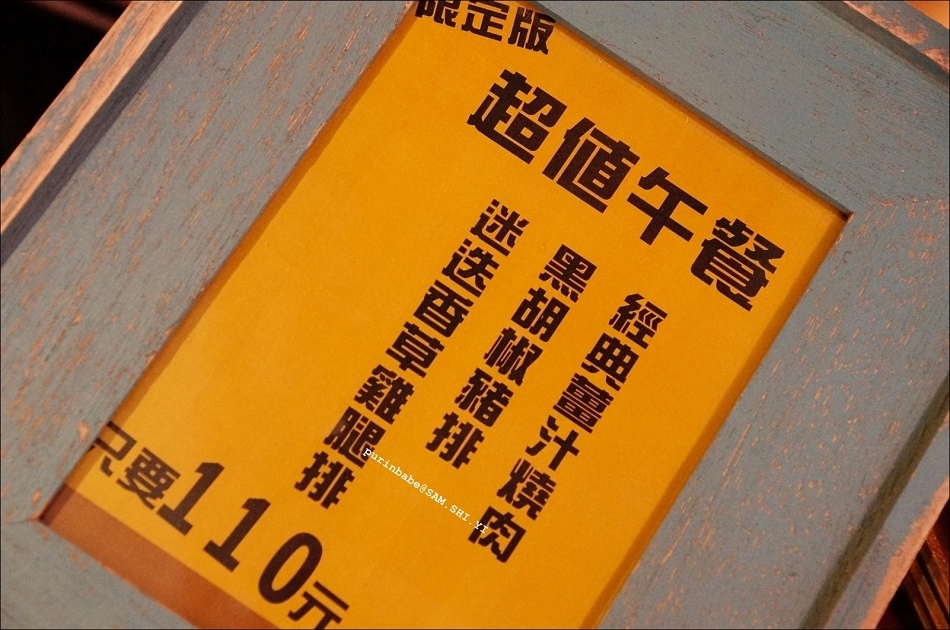 限定版
超值午餐
經典薑汁燒肉
黑胡椒豬排
迷迭香草雞腿排
只要110元
purinbabe@SAM.SHI.YI